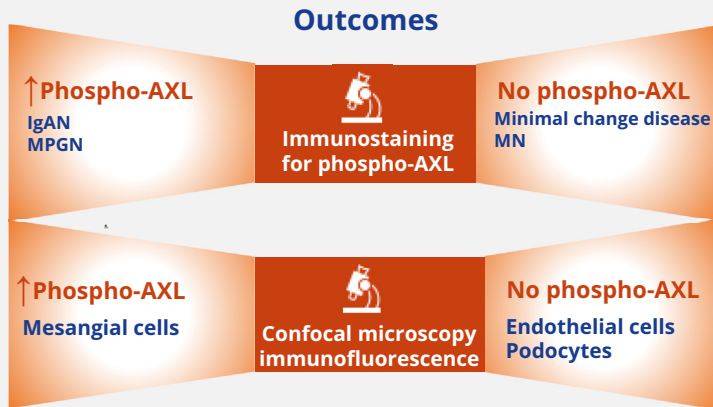 Outcomes
↑Phospho-AXL
IgAN
MPGN
Immunostaining
for phospho-AXL
No phospho-AXL
Minimal change disease
MN
↑Phospho-AXL
Mesangial cells
Confocal microscopy
immunofluorescence
No phospho-AXL
Endothelial cells
Podocytes